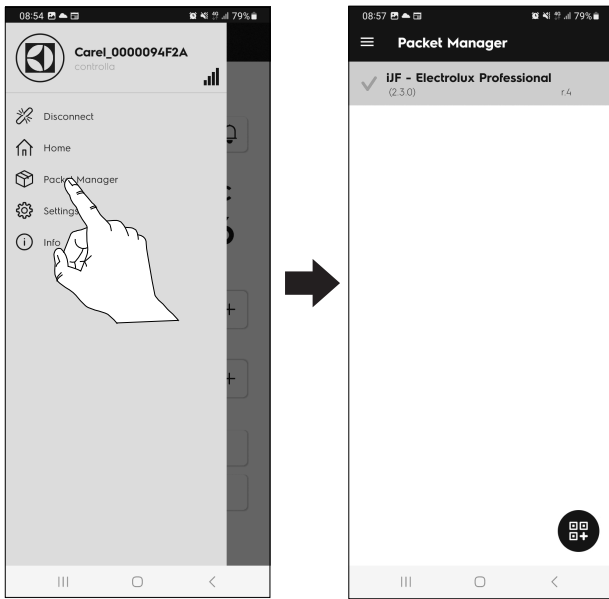 08:54 79%
Carel_0000094F2A
controlla
Disconnect
Home
Packet Manager
Settings
Info
08:57 79%
Packet Manager
iJF - Electrolux Professional
(2.3.0) r.4